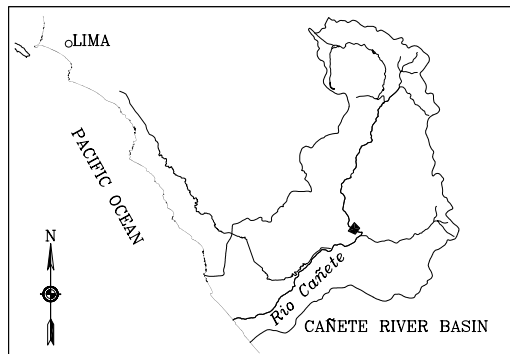 LIMA
PACIFIC OCEAN
N
Rio Cañete
CAÑETE RIVER BASIN